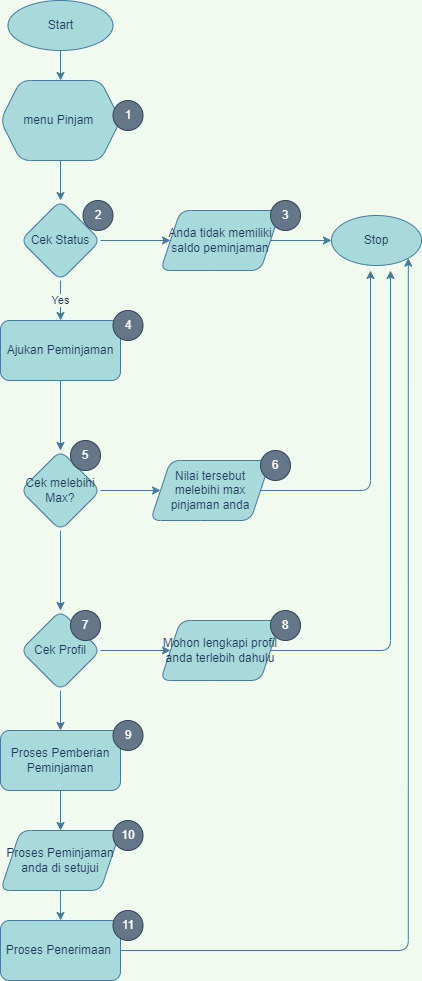 Start
menu Pinjam
1
Cek Status
2
Anda tidak memiliki
saldo peminjaman
3
Stop
Yes
Ajukan Peminjaman
4
Cek melebihi
Max?
5
Nilai tersebut
melebihi max
pinjaman anda
6
Cek Profil
7
Mohon lengkapi profil
anda terlebih dahulu
8
Proses Pemberian
Peminjaman
9
Proses Peminjaman
anda di setujui
10
Proses Penerimaan
11